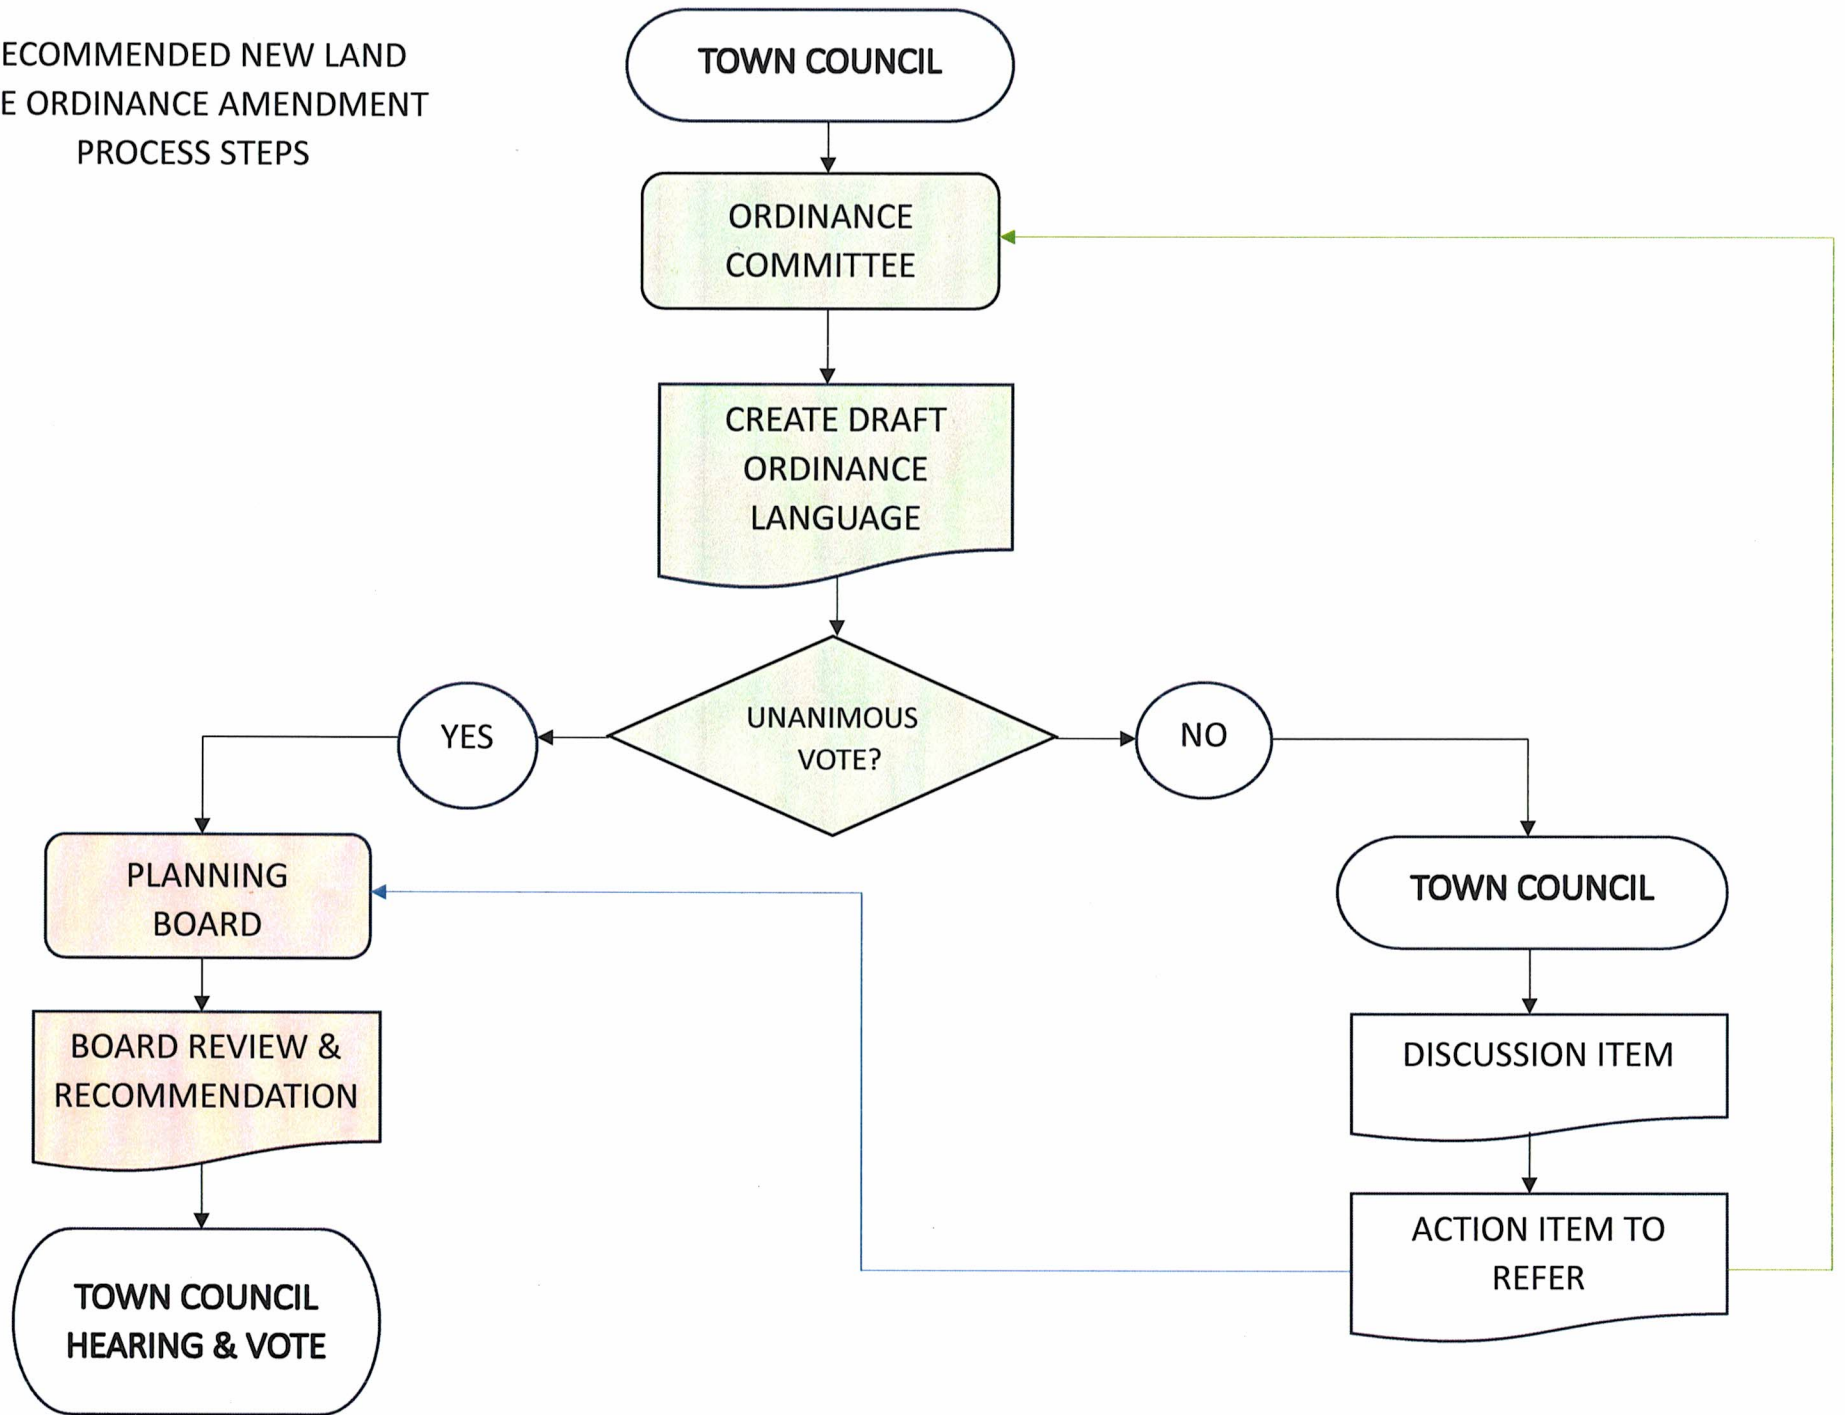 ECOMMENDED NEW LAND
E ORDINANCE AMENDMENT
PROCESS STEPS
TOWN COUNCIL
ORDINANCE
COMMITTEE
CREATE DRAFT
ORDINANCE
LANGUAGE
UNANIMOUS
VOTE?
YES
NO
PLANNING
BOARD
BOARD REVIEW &
RECOMMENDATION
TOWN COUNCIL
HEARING & VOTE
TOWN COUNCIL
DISCUSSION ITEM
ACTION ITEM TO
REFER